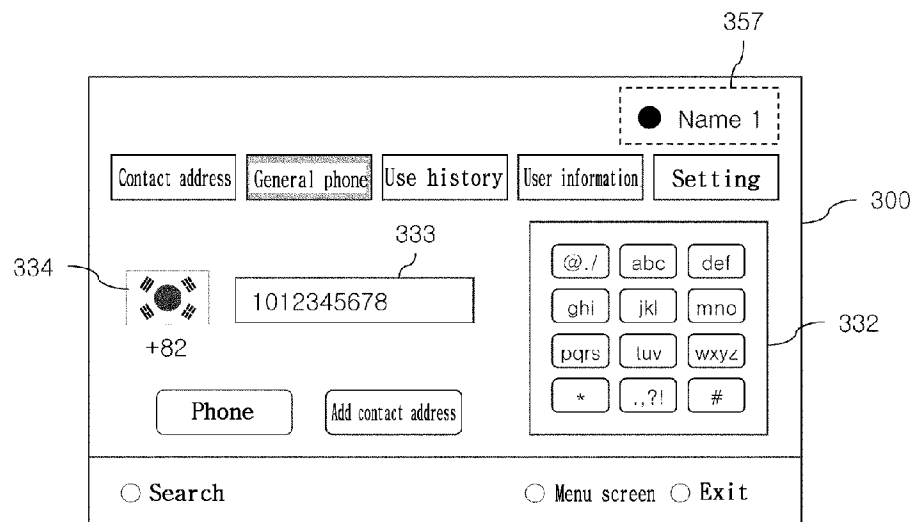 357
Name 1
Contact address General phone Use history User information Setting
300
333
334
@./ abc def
1012345678
ghi jkl mno
332
+82
pqrs tuv wxyz
* .,?! #
Phone Add contact address
Search Menu screen Exit